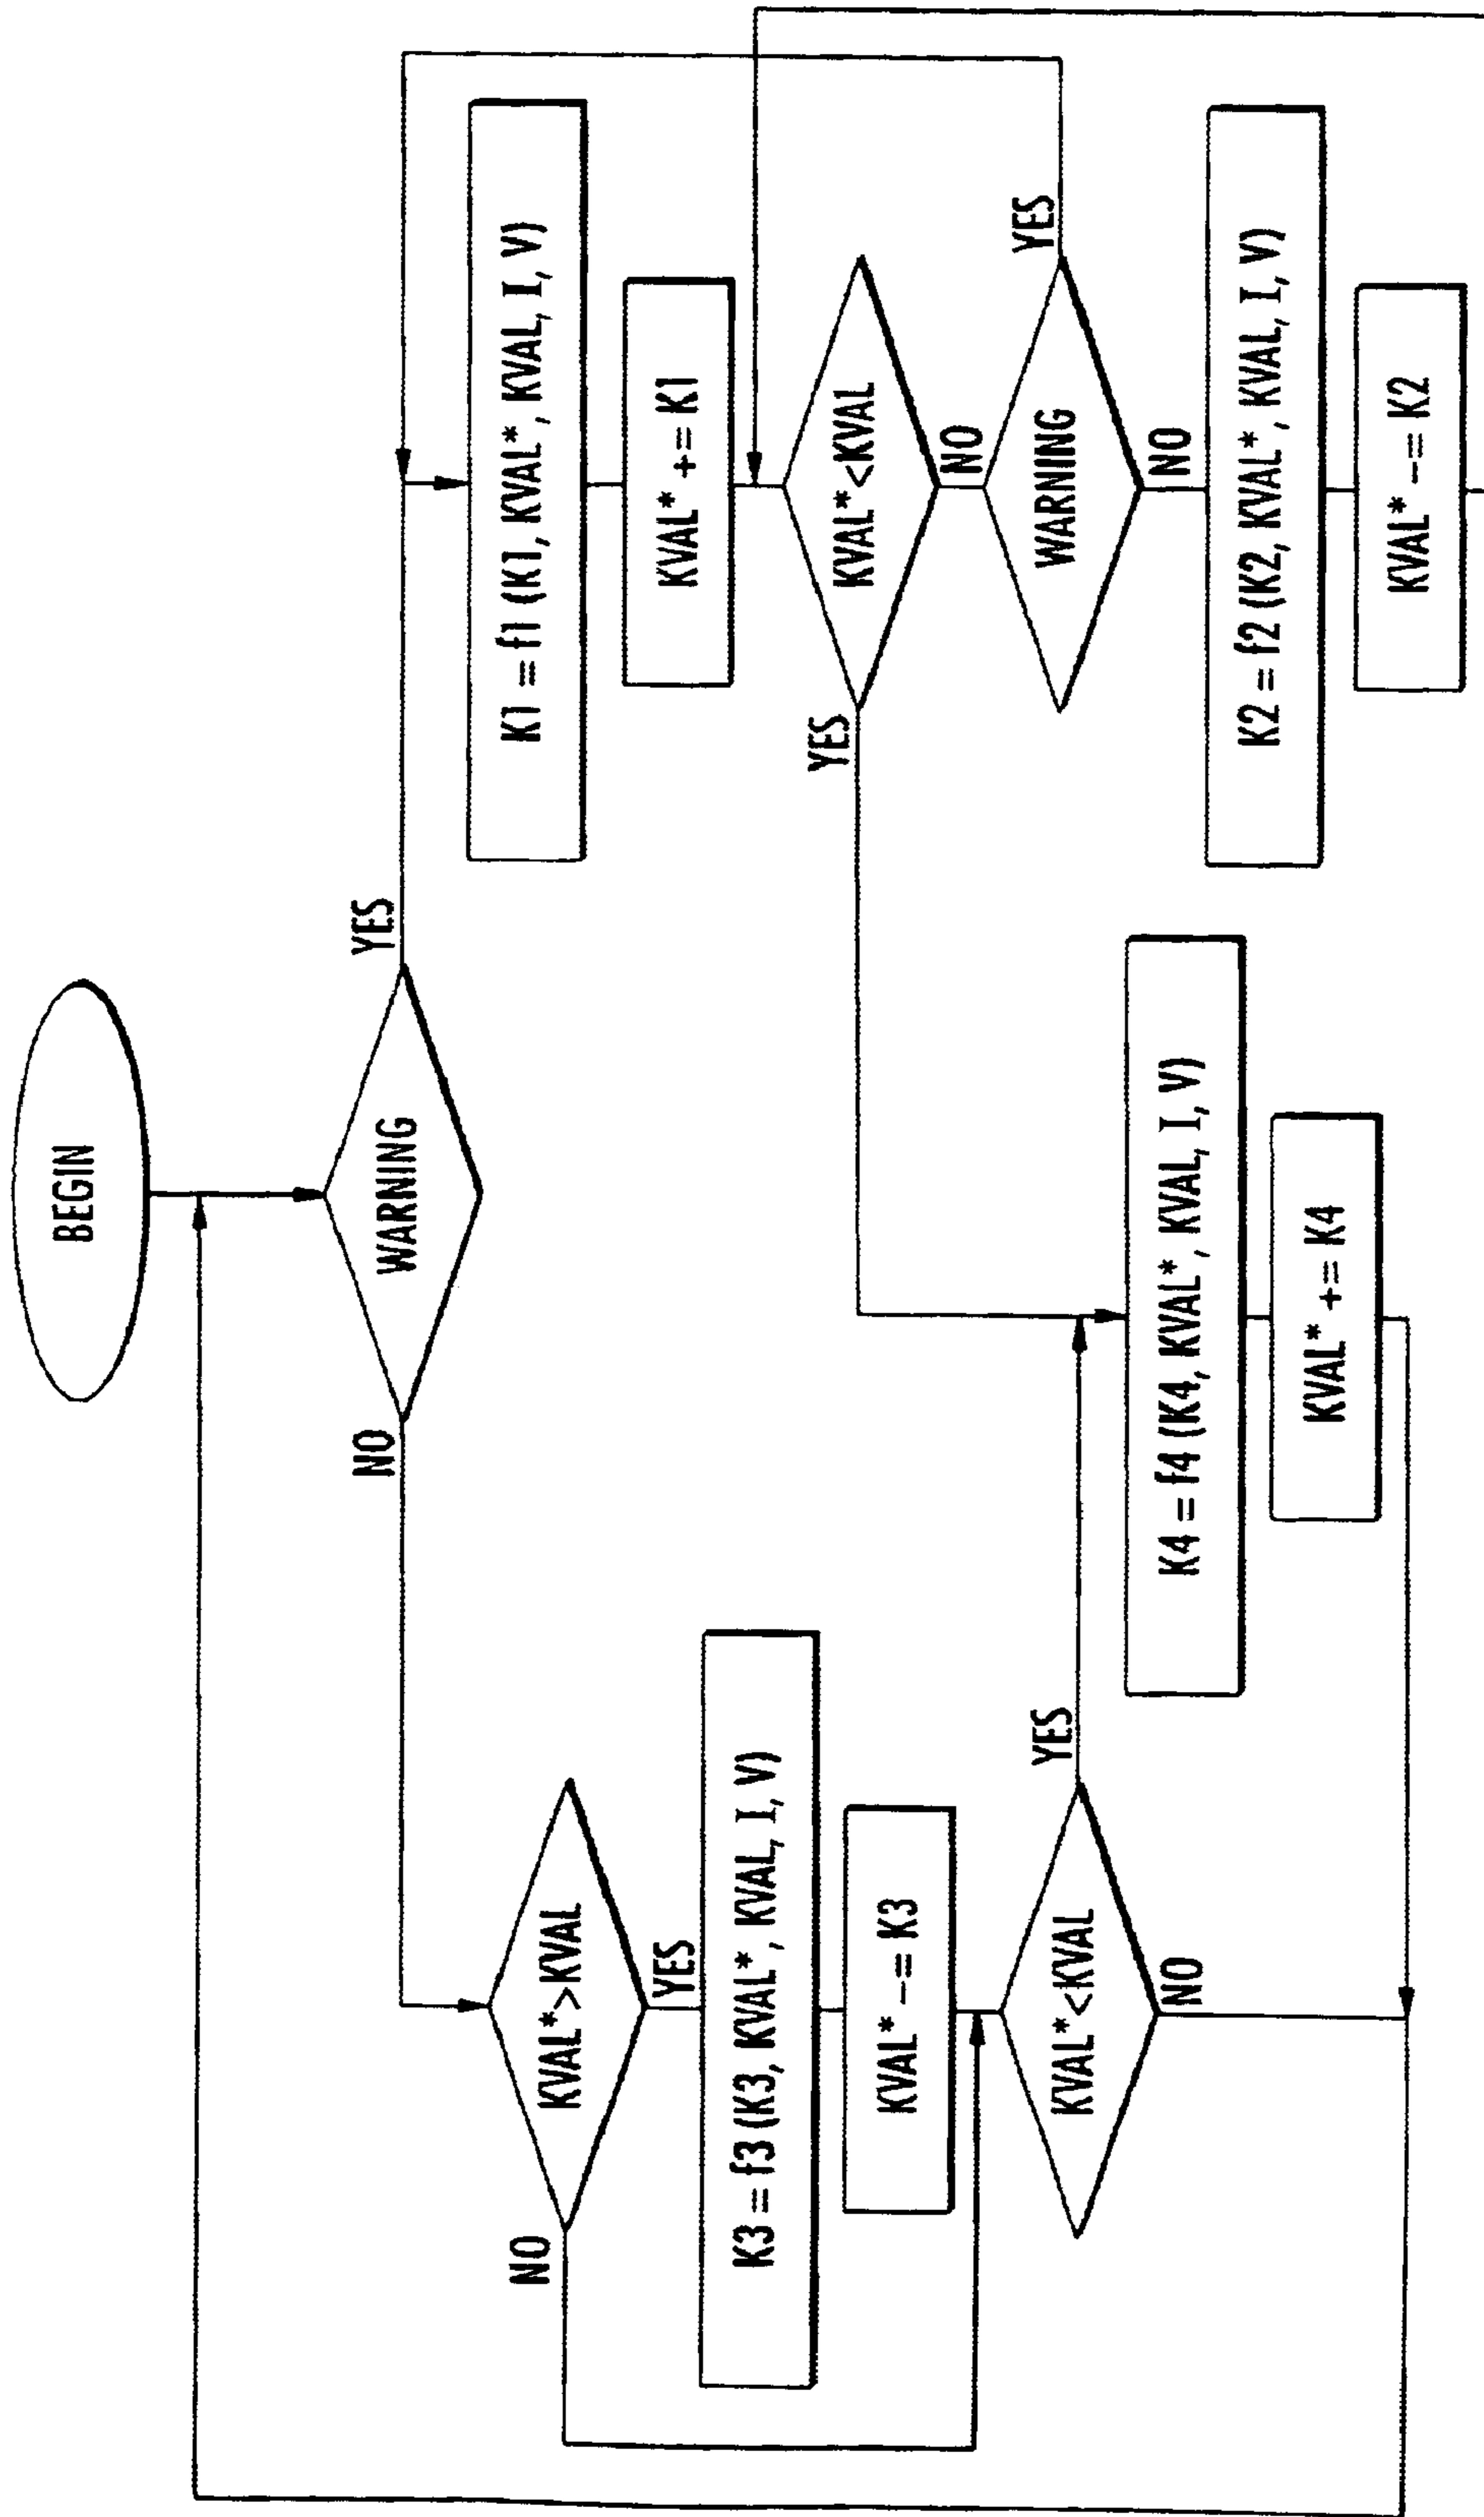 BEGIN
WARNING
NO
YES
KVAL*>KVAL
NO
YES
K3 = f3 (K3, KVAL*, KVAL, I, V)
KVAL* -= K3
KVAL*<KVAL
YES
NO
K1 = f1 (K1, KVAL*, KVAL, I, V)
KVAL* += K1
KVAL*<KVAL
YES
NO
WARNING
YES
NO
K2 = f2 (K2, KVAL*, KVAL, I, V)
KVAL* -= K2
K4 = f4 (K4, KVAL*, KVAL, I, V)
KVAL* += K4